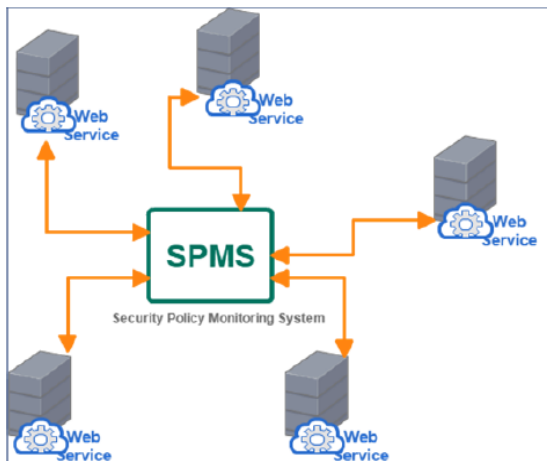 Web
Service
Web
Service
Web
Service
SPMS
Security Policy Monitoring System
Web
Service
Web
Service